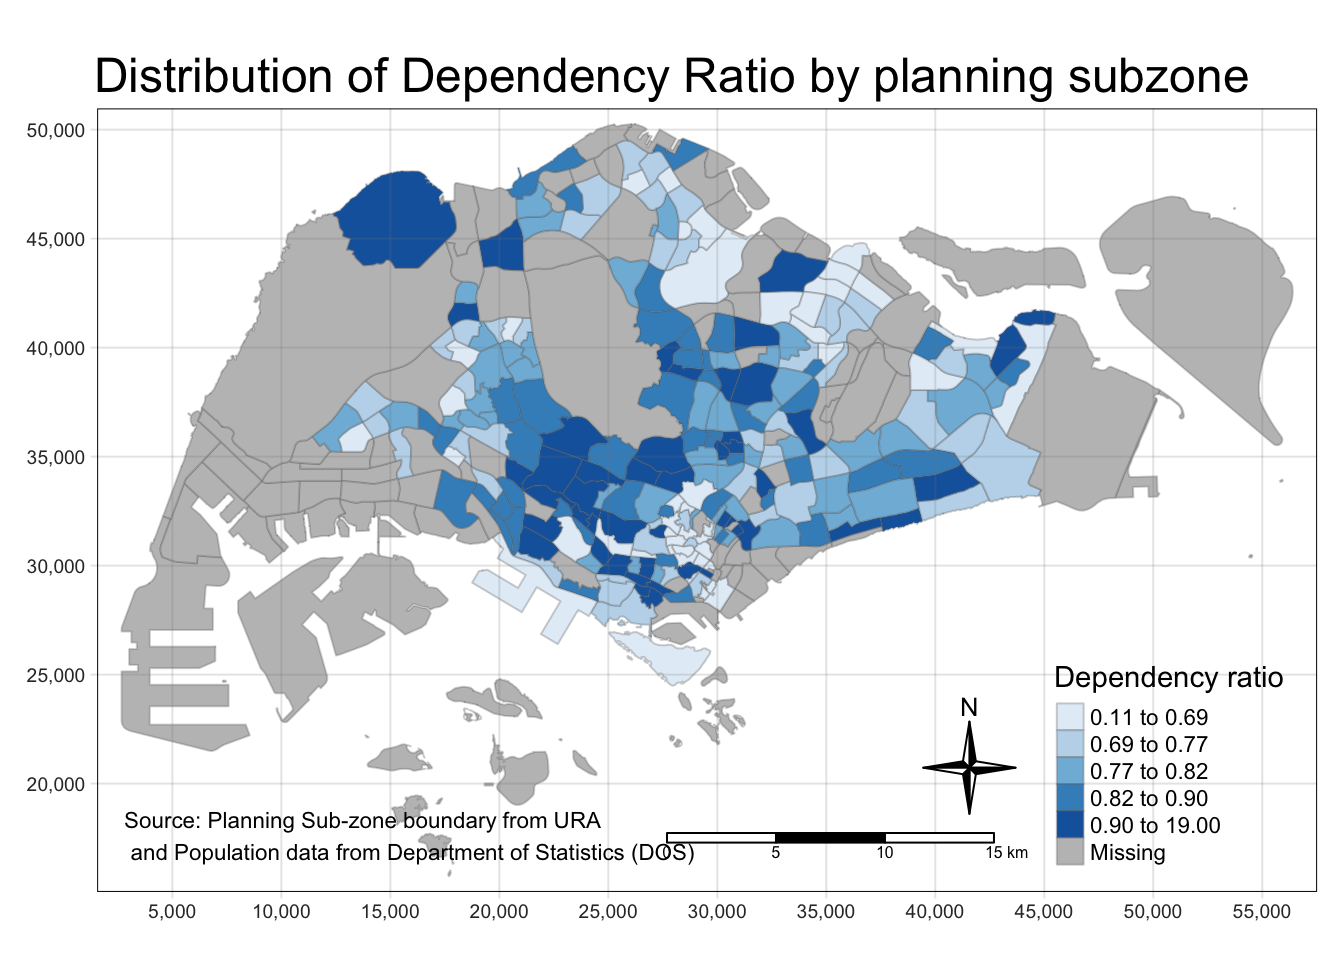 Distribution of Dependency Ratio by planning subzone
50,000
45,000
40,000
35,000
30,000
25,000
20,000
Dependency ratio
0.11 to 0.69
0.69 to 0.77
0.77 to 0.82
0.82 to 0.90
0.90 to 19.00
Missing
N
Source: Planning Sub-zone boundary from URA
and Population data from Department of Statistics (DOS)
0 5 10 15 km
5,000 10,000 15,000 20,000 25,000 30,000 35,000 40,000 45,000 50,000 55,000